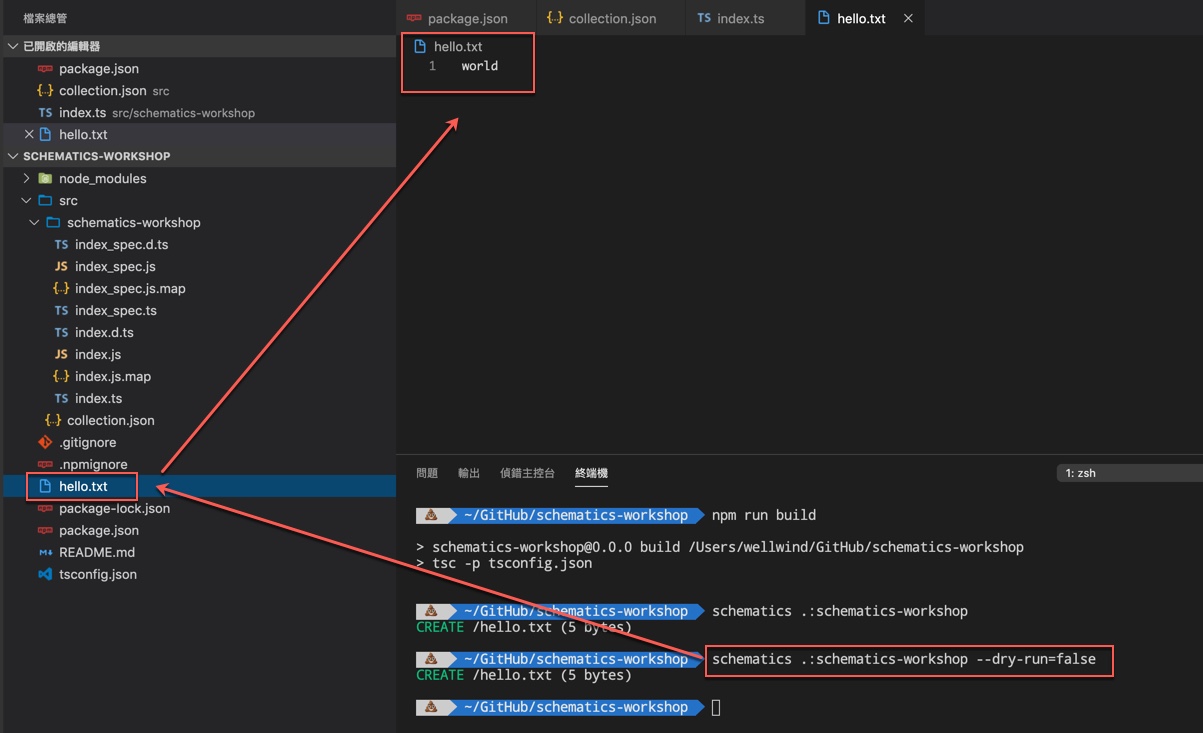 檔案總管
已開啟的編輯器
package.json
collection.json src
index.ts src/schematics-workshop
hello.txt
SCHEMATICS-WORKSHOP
node_modules
src
schematics-workshop
TS index_spec.d.ts
JS index_spec.js
{..} index_spec.js.map
TS index_spec.ts
TS index.d.ts
JS index.js
{..} index.js.map
TS index.ts
{..} collection.json
.gitignore
.npmignore
hello.txt
package-lock.json
package.json
README.md
tsconfig.json
package.json {..} collection.json TS index.ts hello.txt
hello.txt
1 world
問題 輸出 偵錯主控台 終端機 1: zsh
~/GitHub/schematics-workshop npm run build
> schematics-workshop@0.0.0 build /Users/wellwind/GitHub/schematics-workshop
> tsc -p tsconfig.json
~/GitHub/schematics-workshop schematics .:schematics-workshop
CREATE /hello.txt (5 bytes)
~/GitHub/schematics-workshop schematics .:schematics-workshop --dry-run=false
CREATE /hello.txt (5 bytes)
~/GitHub/schematics-workshop